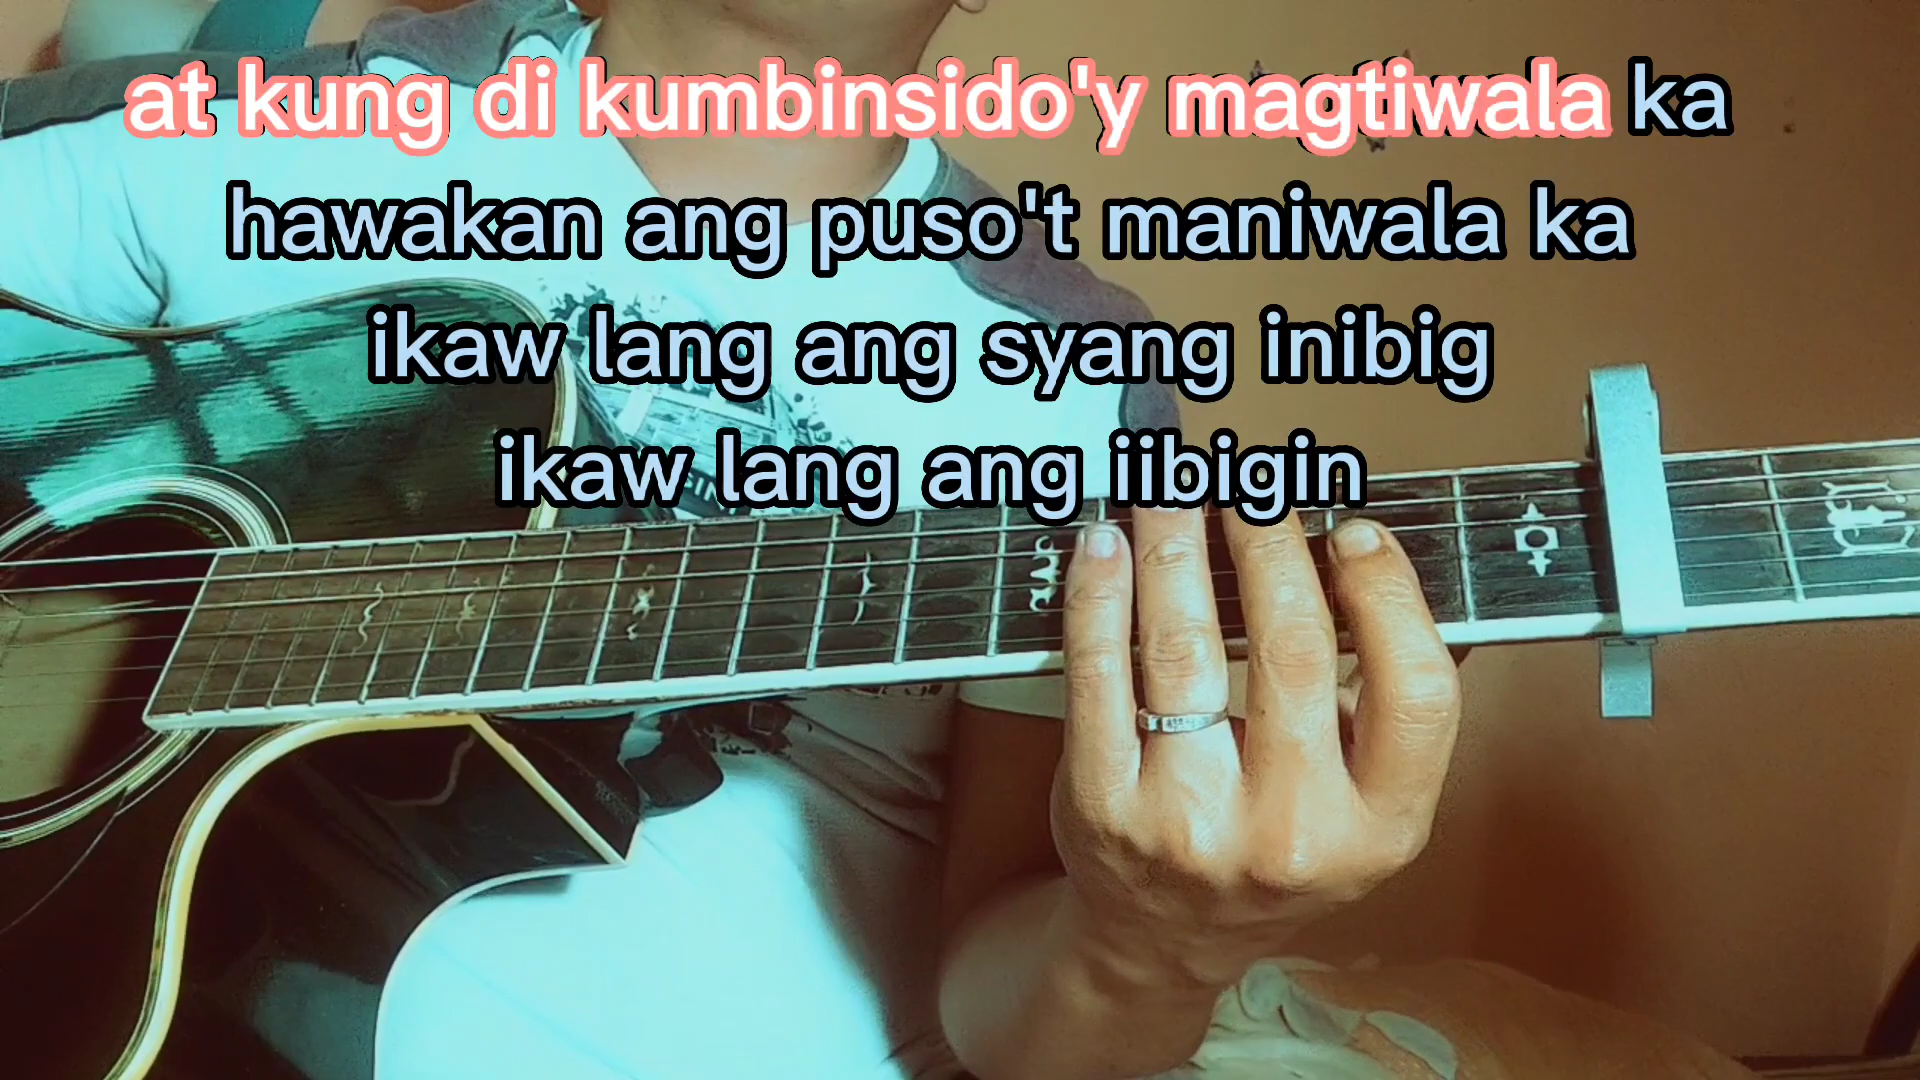 at kung di kumbinsido'y magtiwala ka
hawakan ang puso't maniwala ka
ikaw lang ang syang inibig
ikaw lang ang iibigin